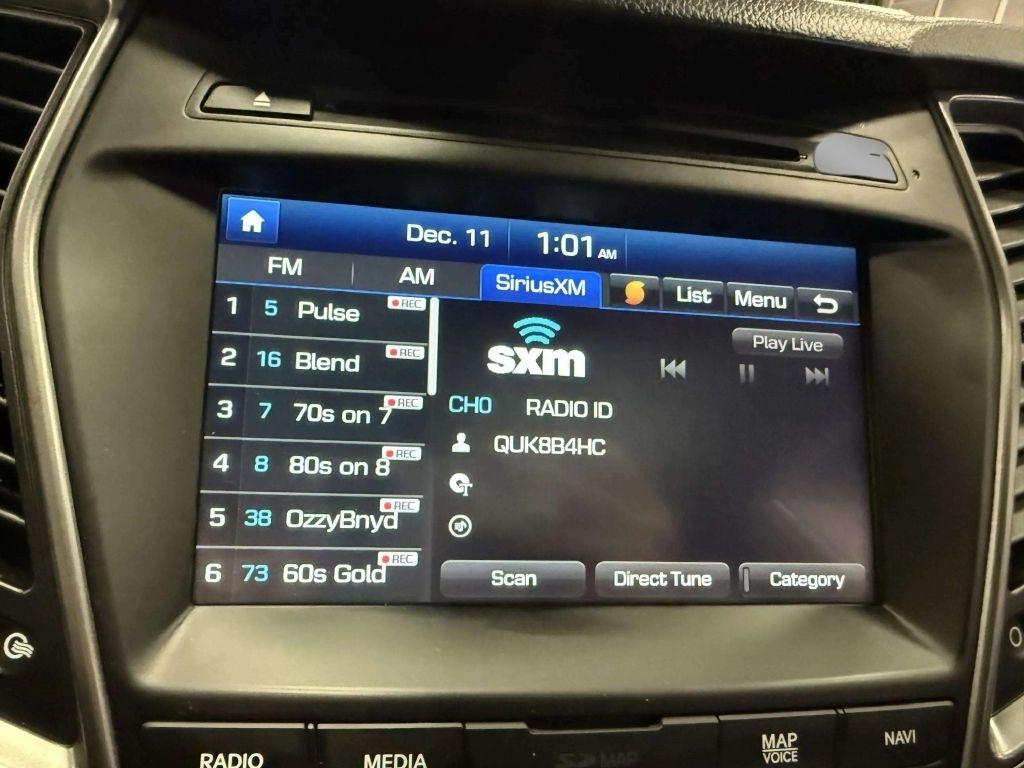 Dec. 11 1:01 AM
FM AM SiriusXM List Menu
1 5 Pulse REC
2 16 Blend REC
3 7 70s on 7 REC
4 8 80s on 8 REC
5 38 OzzyBnyd REC
6 73 60s Gold REC
sxm
Play Live
CH0 RADIO ID
QUK8B4HC
Scan Direct Tune Category
RADIO MEDIA SD MAP MAP VOICE NAVI